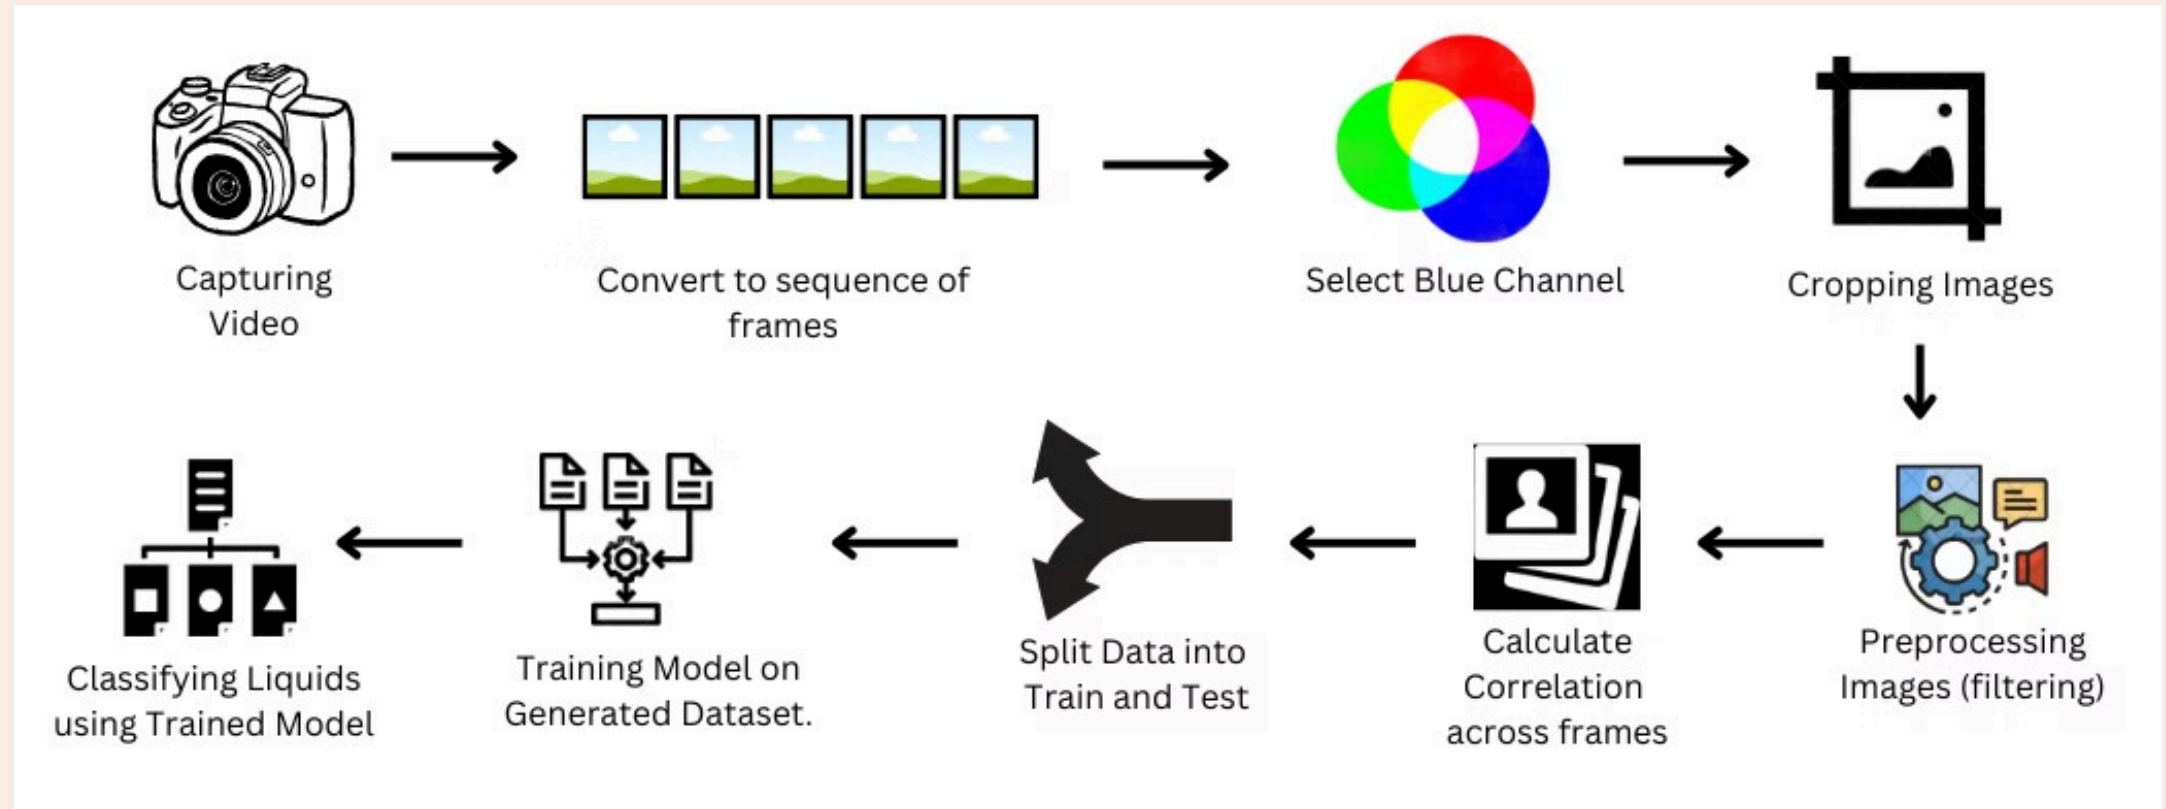 Capturing
Video
Convert to sequence of
frames
Select Blue Channel
Cropping Images
Preprocessing
Images (filtering)
Calculate
Correlation
across frames
Split Data into
Train and Test
Training Model on
Generated Dataset.
Classifying Liquids
using Trained Model